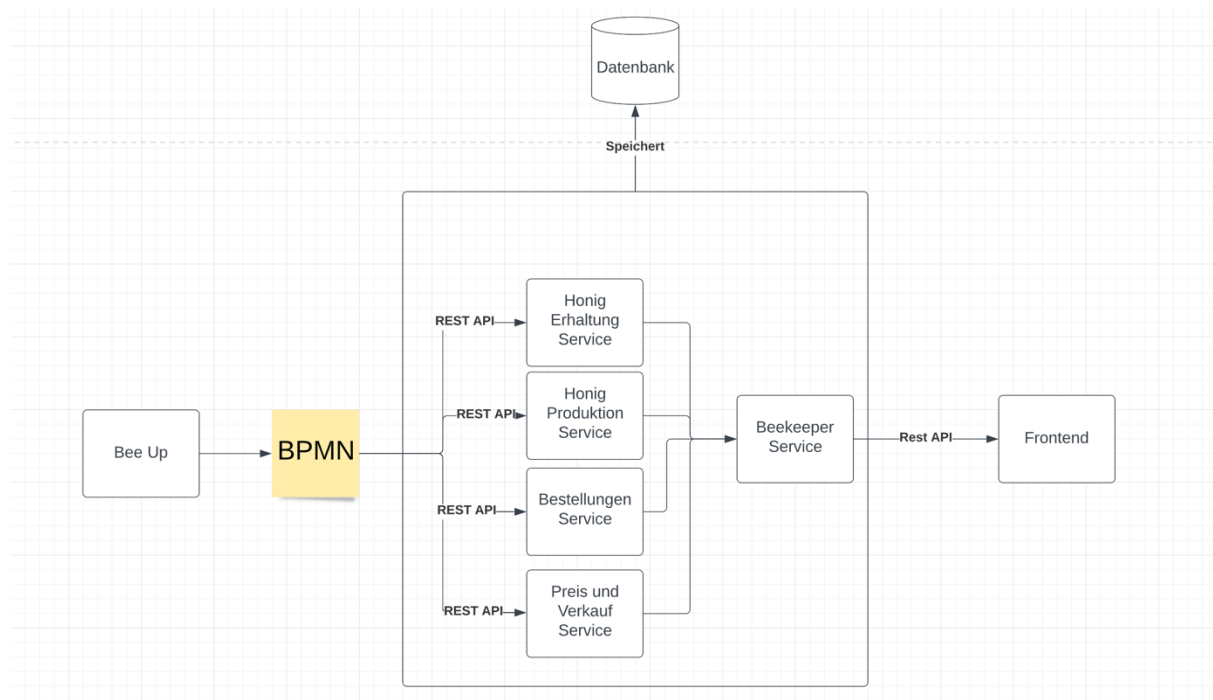 Datenbank
Speichert
Honig
Erhaltung
Service
REST API
Honig
Produktion
Service
REST API
Bee Up
BPMN
Beekeeper
Service
Rest API
Frontend
Bestellungen
Service
REST API
Preis und
Verkauf
Service
REST API